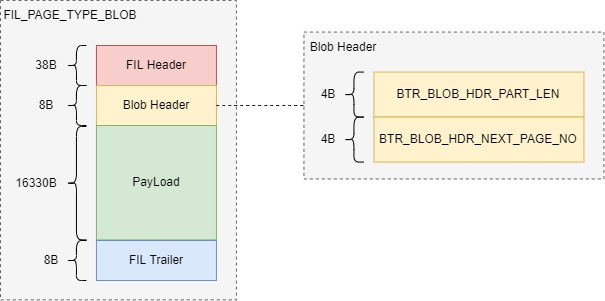 FIL_PAGE_TYPE_BLOB
38B
FIL Header
8B
Blob Header
16330B
PayLoad
8B
FIL Trailer
Blob Header
4B
BTR_BLOB_HDR_PART_LEN
4B
BTR_BLOB_HDR_NEXT_PAGE_NO